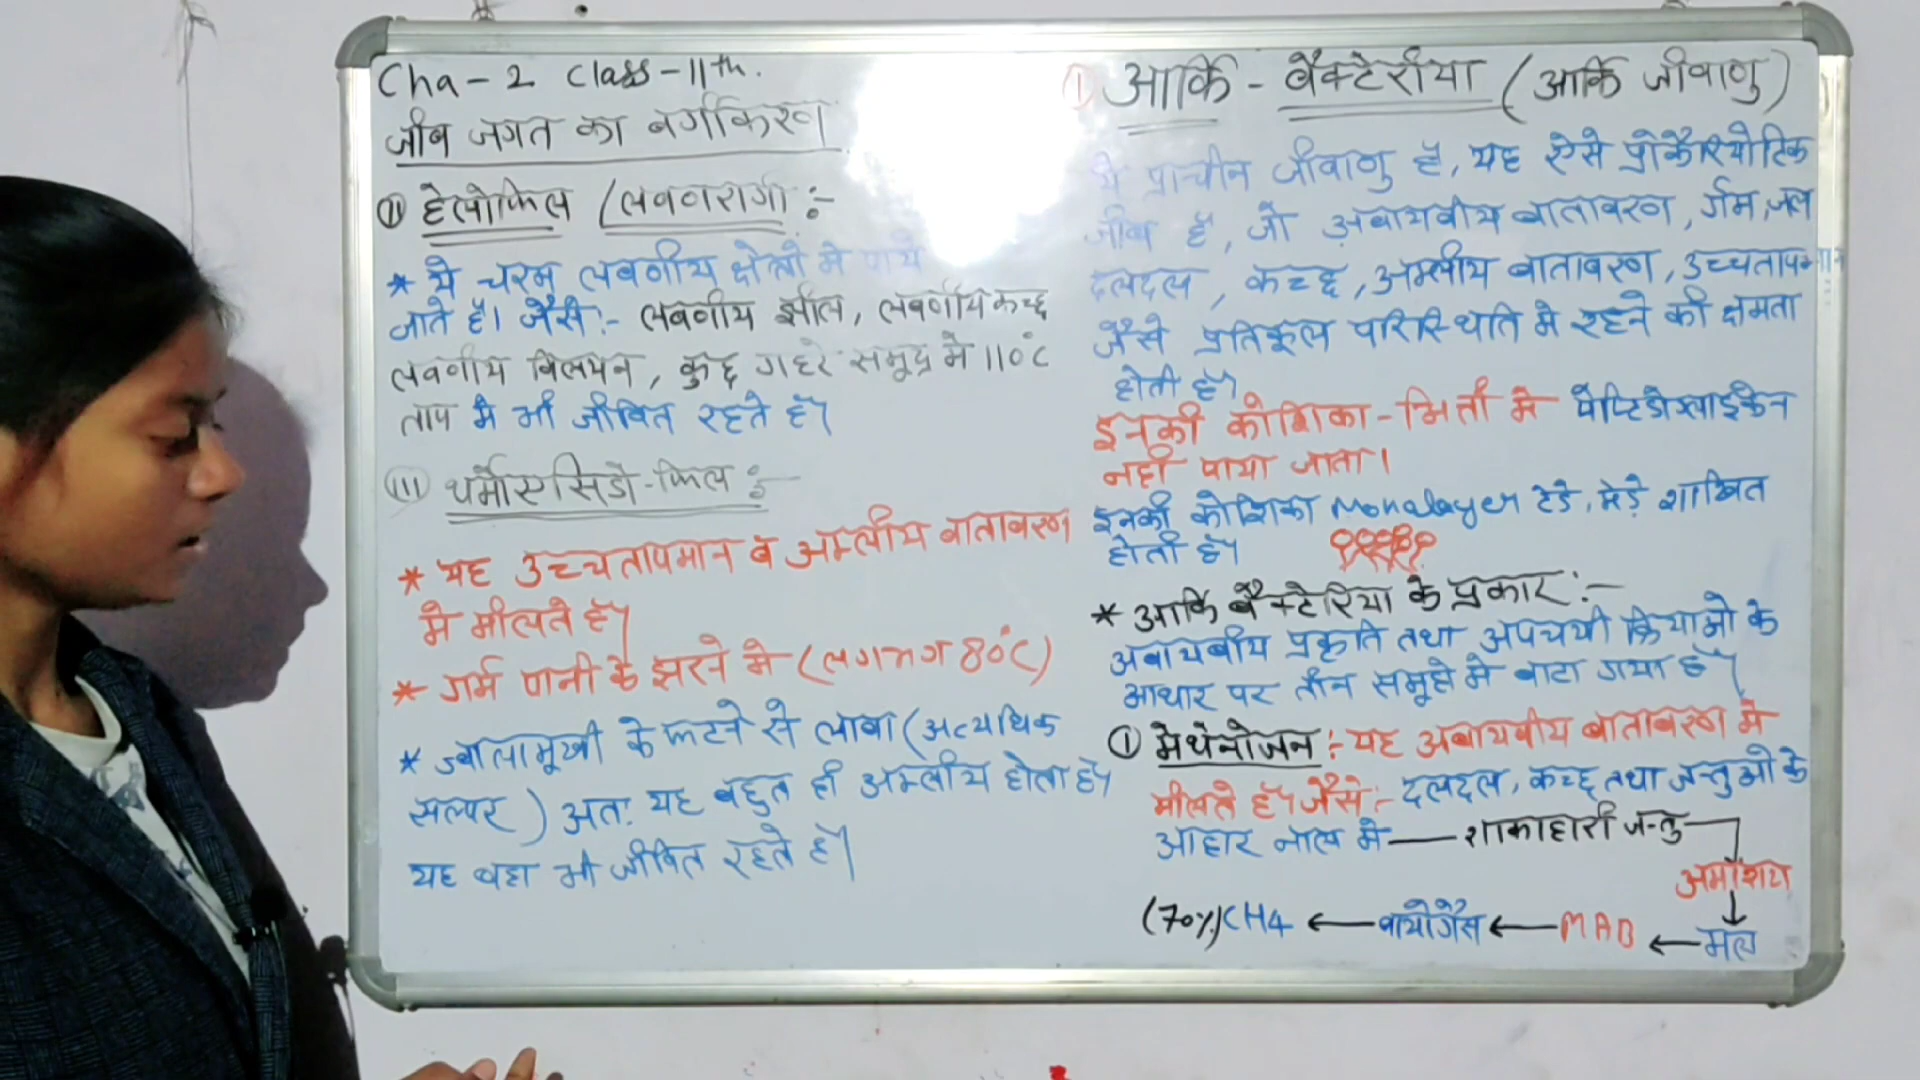 Cha - 2 Class - 11th.
जीव जगत का वर्गीकरण
(II) हेलोफिल (लवणरागी) :-
* ये चरम लवणीय क्षेत्रो मे पाये
जाते है। जैसे :- लवणीय झील, लवणीय कच्छ
लवणीय विलयन, कुछ गहरे समुद्र मे 110°C
ताप मे भी जीवित रहते है।
(III) थर्मोएसिडो-फिल :-
* यह उच्चतापमान व अम्लीय वातावरण
मे मीलते है।
* गर्म पानी के झरने मे (लगभग 80°C)
* ज्वालामूखी के फटने से लावा (अत्यधिक
सल्फर) अतः यह बहुत ही अम्लीय होता है।
यह वहा भी जीवित रहते है।
① आर्कि - बैक्टेरीया (आर्कि जीवाणु)
ये प्राचीन जीवाणु है, यह ऐसे प्रोकैरियोटिक
जीव है, जो अवायवीय वातावरण, र्गम, जल
दलदल, कच्छ, अम्लीय वातावरण, उच्चतापमान
जैसे प्रतिकूल परिस्थिति मे रहने की क्षमता
होती है।
इनकी कोशिका-भित्ती मे पेप्टिडोग्लाईकेन
नही पाया जाता।
इनकी कोशिका Monolayer टेडे, मेड़े शाखित
होती है।
* आर्कि बैक्टेरिया के प्रकार :-
अवायवीय प्रकृति तथा अपचयी क्रियाओ के
आधार पर तीन समूहो मे बाटा गया है।
① मेथेनोजन :- यह अवायवीय वातावरण मे
मीलते है। जैसे :- दलदल, कच्छ तथा जन्तुओ के
आहार नाल मे — शाकाहारी जन्तु
अमाशय
(70%) CH4 ← बायोगैस ← MAB ← मल